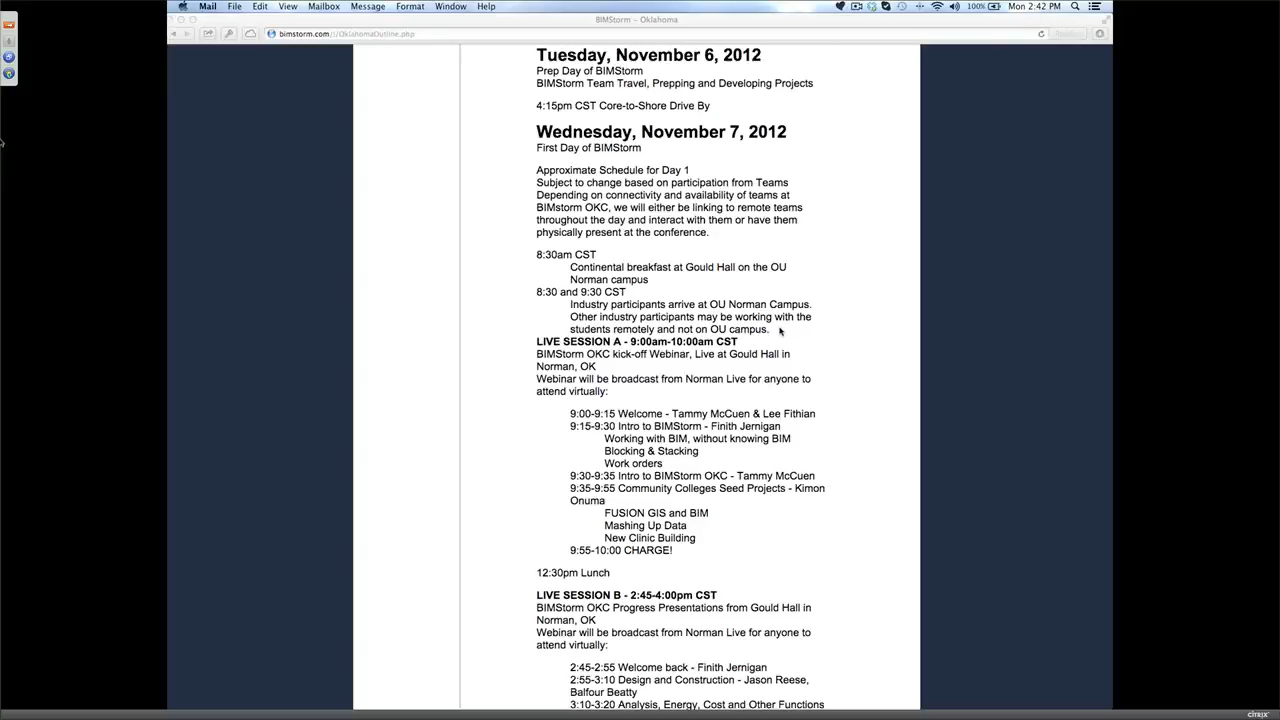 Mail File Edit View Mailbox Message Format Window Help 100% Mon 2:42 PM
BIMStorm – Oklahoma
bimstorm.com/:/OklahomaOutline.php
Tuesday, November 6, 2012
Prep Day of BIMStorm
BIMStorm Team Travel, Prepping and Developing Projects
4:15pm CST Core-to-Shore Drive By
Wednesday, November 7, 2012
First Day of BIMStorm
Approximate Schedule for Day 1
Subject to change based on participation from Teams
Depending on connectivity and availability of teams at
BIMstorm OKC, we will either be linking to remote teams
throughout the day and interact with them or have them
physically present at the conference.
8:30am CST
Continental breakfast at Gould Hall on the OU
Norman campus
8:30 and 9:30 CST
Industry participants arrive at OU Norman Campus.
Other industry participants may be working with the
students remotely and not on OU campus.
LIVE SESSION A - 9:00am-10:00am CST
BIMStorm OKC kick-off Webinar, Live at Gould Hall in
Norman, OK
Webinar will be broadcast from Norman Live for anyone to
attend virtually:
9:00-9:15 Welcome - Tammy McCuen & Lee Fithian
9:15-9:30 Intro to BIMStorm - Finith Jernigan
Working with BIM, without knowing BIM
Blocking & Stacking
Work orders
9:30-9:35 Intro to BIMStorm OKC - Tammy McCuen
9:35-9:55 Community Colleges Seed Projects - Kimon
Onuma
FUSION GIS and BIM
Mashing Up Data
New Clinic Building
9:55-10:00 CHARGE!
12:30pm Lunch
LIVE SESSION B - 2:45-4:00pm CST
BIMStorm OKC Progress Presentations from Gould Hall in
Norman, OK
Webinar will be broadcast from Norman Live for anyone to
attend virtually:
2:45-2:55 Welcome back - Finith Jernigan
2:55-3:10 Design and Construction - Jason Reese,
Balfour Beatty
3:10-3:20 Analysis, Energy, Cost and Other Functions
CITRIX